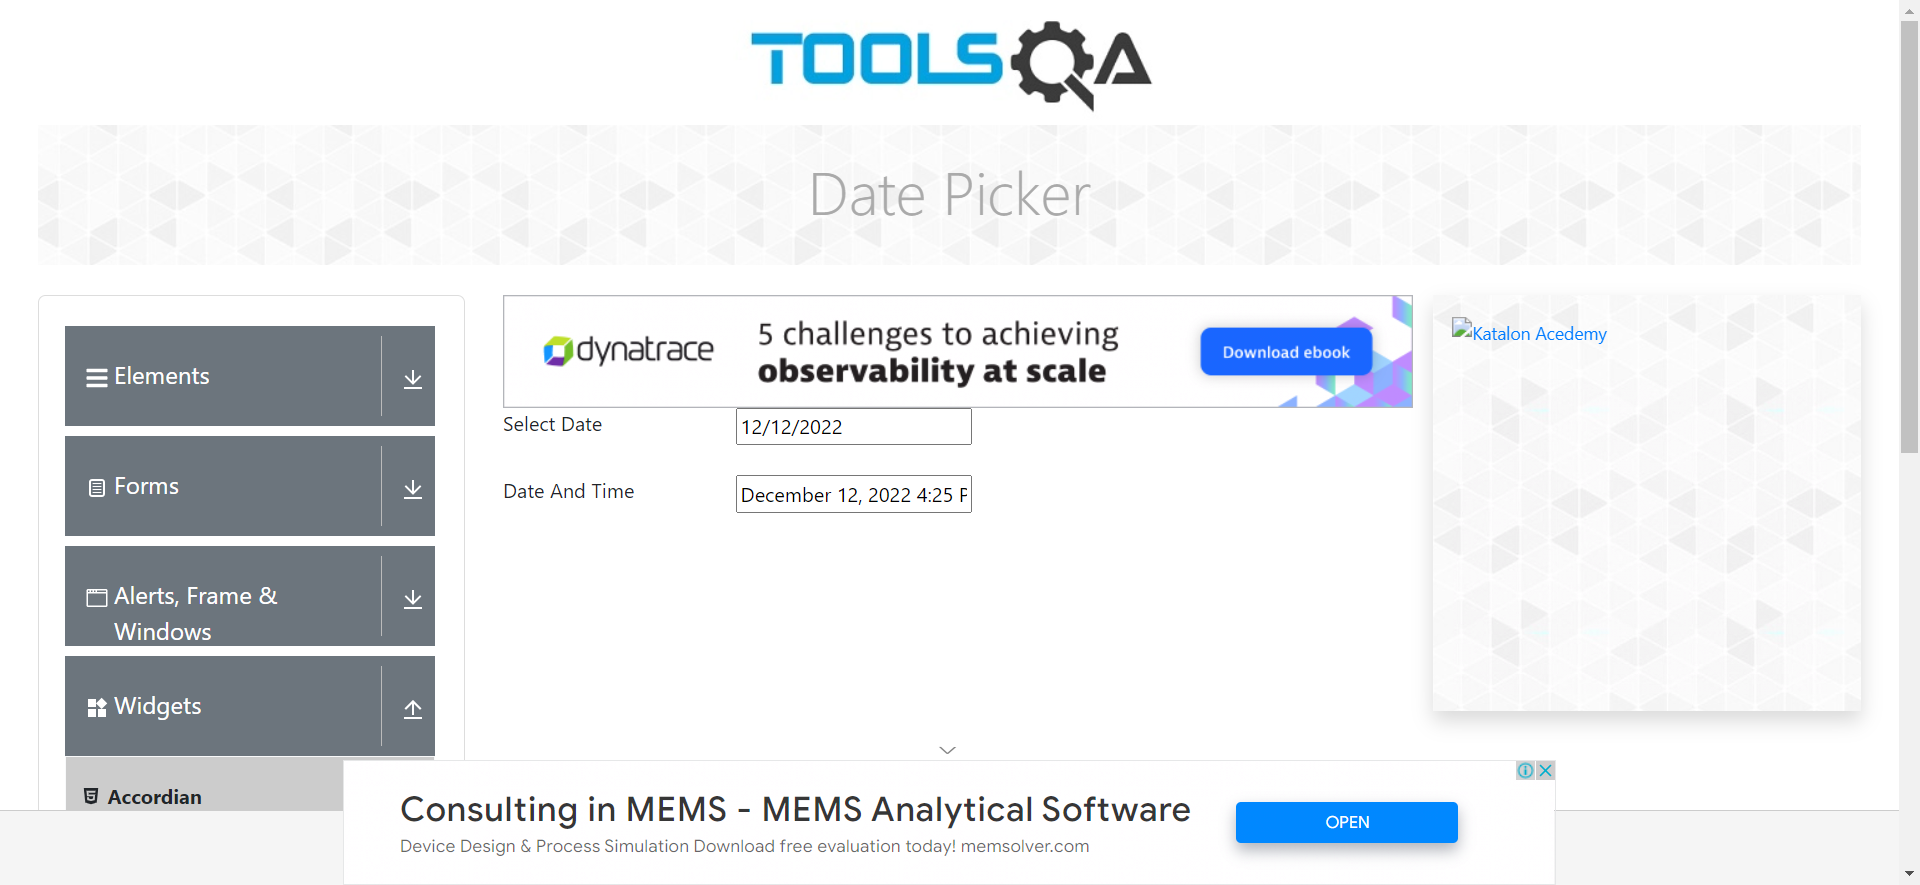 TOOLSQA
Date Picker
Elements
Forms
Alerts, Frame &
Windows
Widgets
Accordian
dynatrace
5 challenges to achieving
observability at scale
Download ebook
Select Date
12/12/2022
Date And Time
December 12, 2022 4:25 P
Katalon Acedemy
Consulting in MEMS - MEMS Analytical Software
Device Design & Process Simulation Download free evaluation today! memsolver.com
OPEN